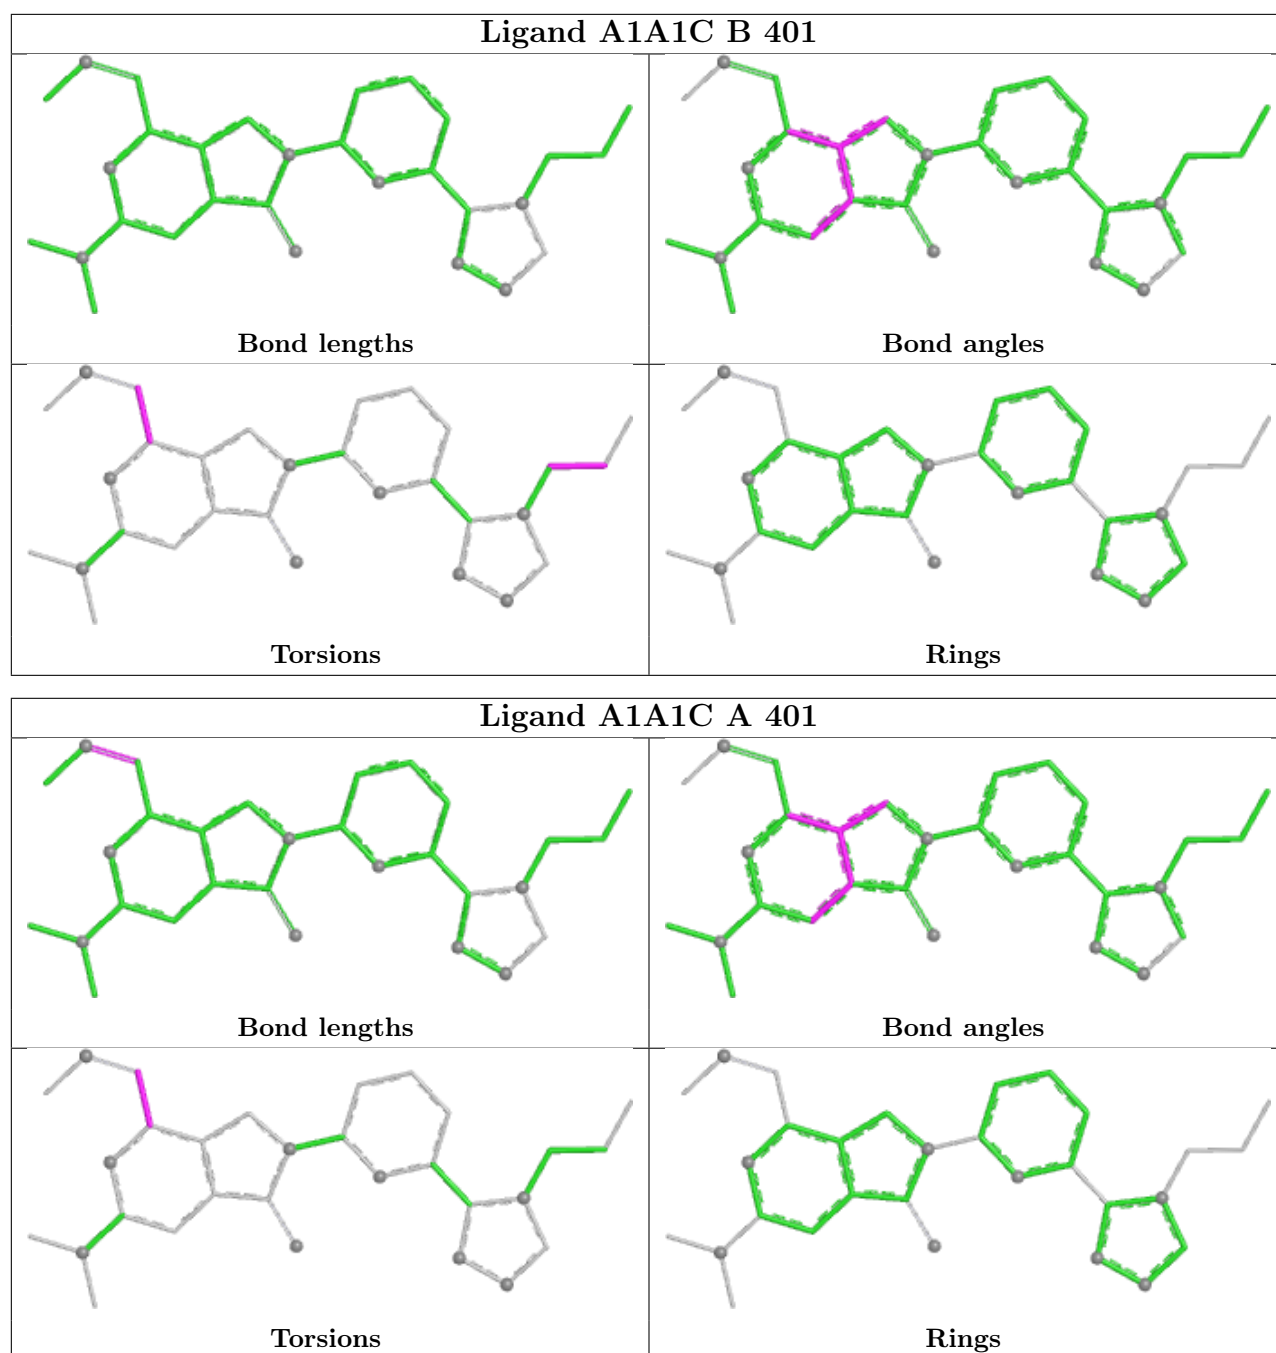 Ligand A1A1C B 401
Bond lengths
Bond angles
Torsions
Rings
Ligand A1A1C A 401
Bond lengths
Bond angles
Torsions
Rings